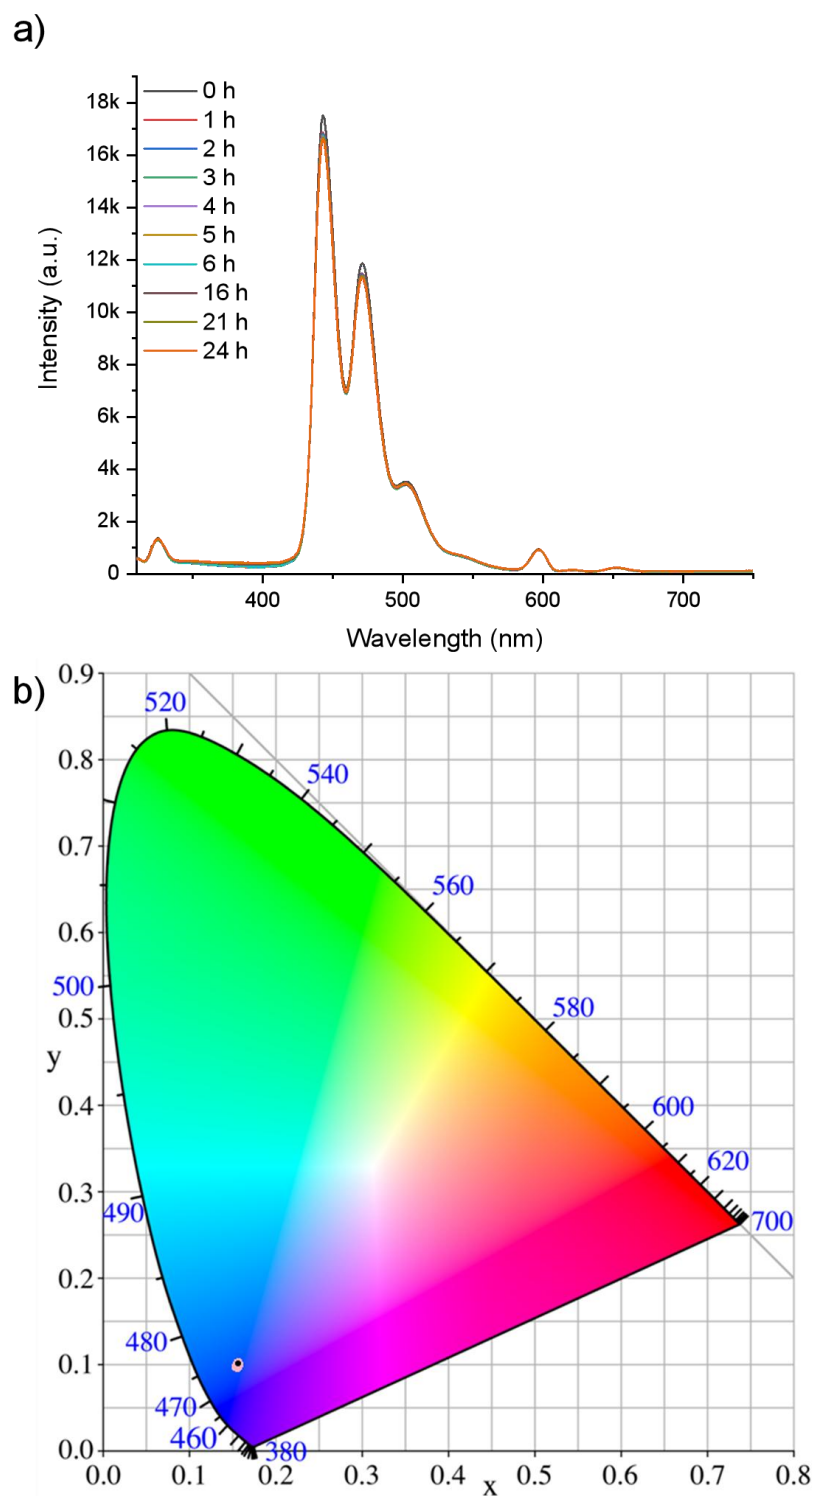 a)
0 h
1 h
2 h
3 h
4 h
5 h
6 h
16 h
21 h
24 h
18k
16k
14k
12k
10k
8k
6k
4k
2k
0
Intensity (a.u.)
400 500 600 700
Wavelength (nm)
b)
0.9
0.8
0.7
0.6
0.5
0.4
0.3
0.2
0.1
0.0
y
520
540
560
500
580
600
620
490
700
480
470
460
380
0.0 0.1 0.2 0.3 0.4 0.5 0.6 0.7 0.8
x